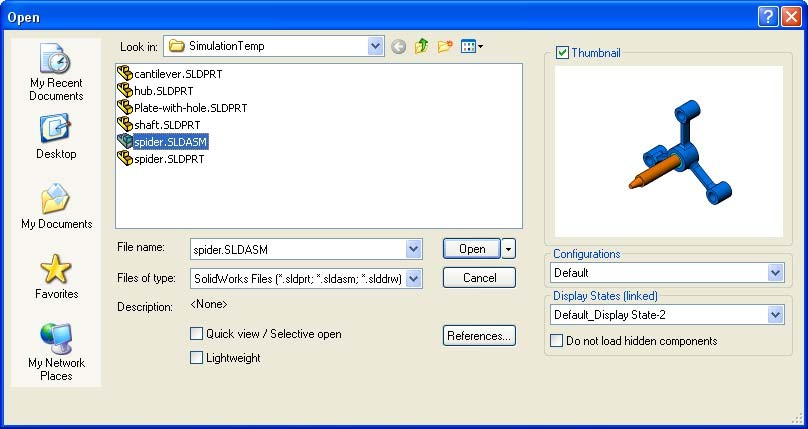 Open
Look in: SimulationTemp
My Recent
Documents
Desktop
My Documents
Favorites
My Network
Places
cantilever.SLDPRT
hub.SLDPRT
Plate-with-hole.SLDPRT
shaft.SLDPRT
spider.SLDASM
spider.SLDPRT
File name: spider.SLDASM Open
Files of type: SolidWorks Files (*.sldprt; *.sldasm; *.slddrw) Cancel
Description: <None>
Quick view / Selective open References...
Lightweight
Thumbnail
Configurations
Default
Display States (linked)
Default_Display State-2
Do not load hidden components